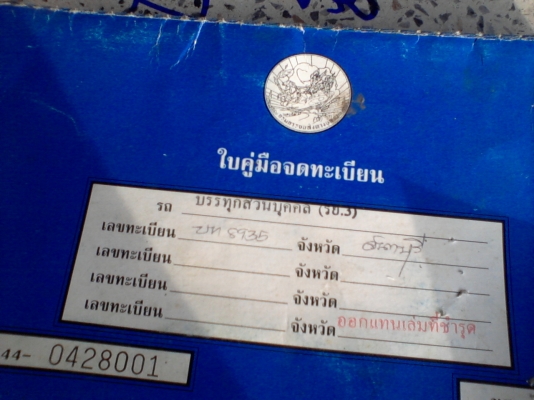 ใบคู่มือจดทะเบียน
รถ บรรทุกส่วนบุคคล (รย.3)
เลขทะเบียน บท 8935 จังหวัด
เลขทะเบียน จังหวัด
เลขทะเบียน จังหวัด
เลขทะเบียน จังหวัด ออกแทนเล่มที่ชำรุด
44- 0428001